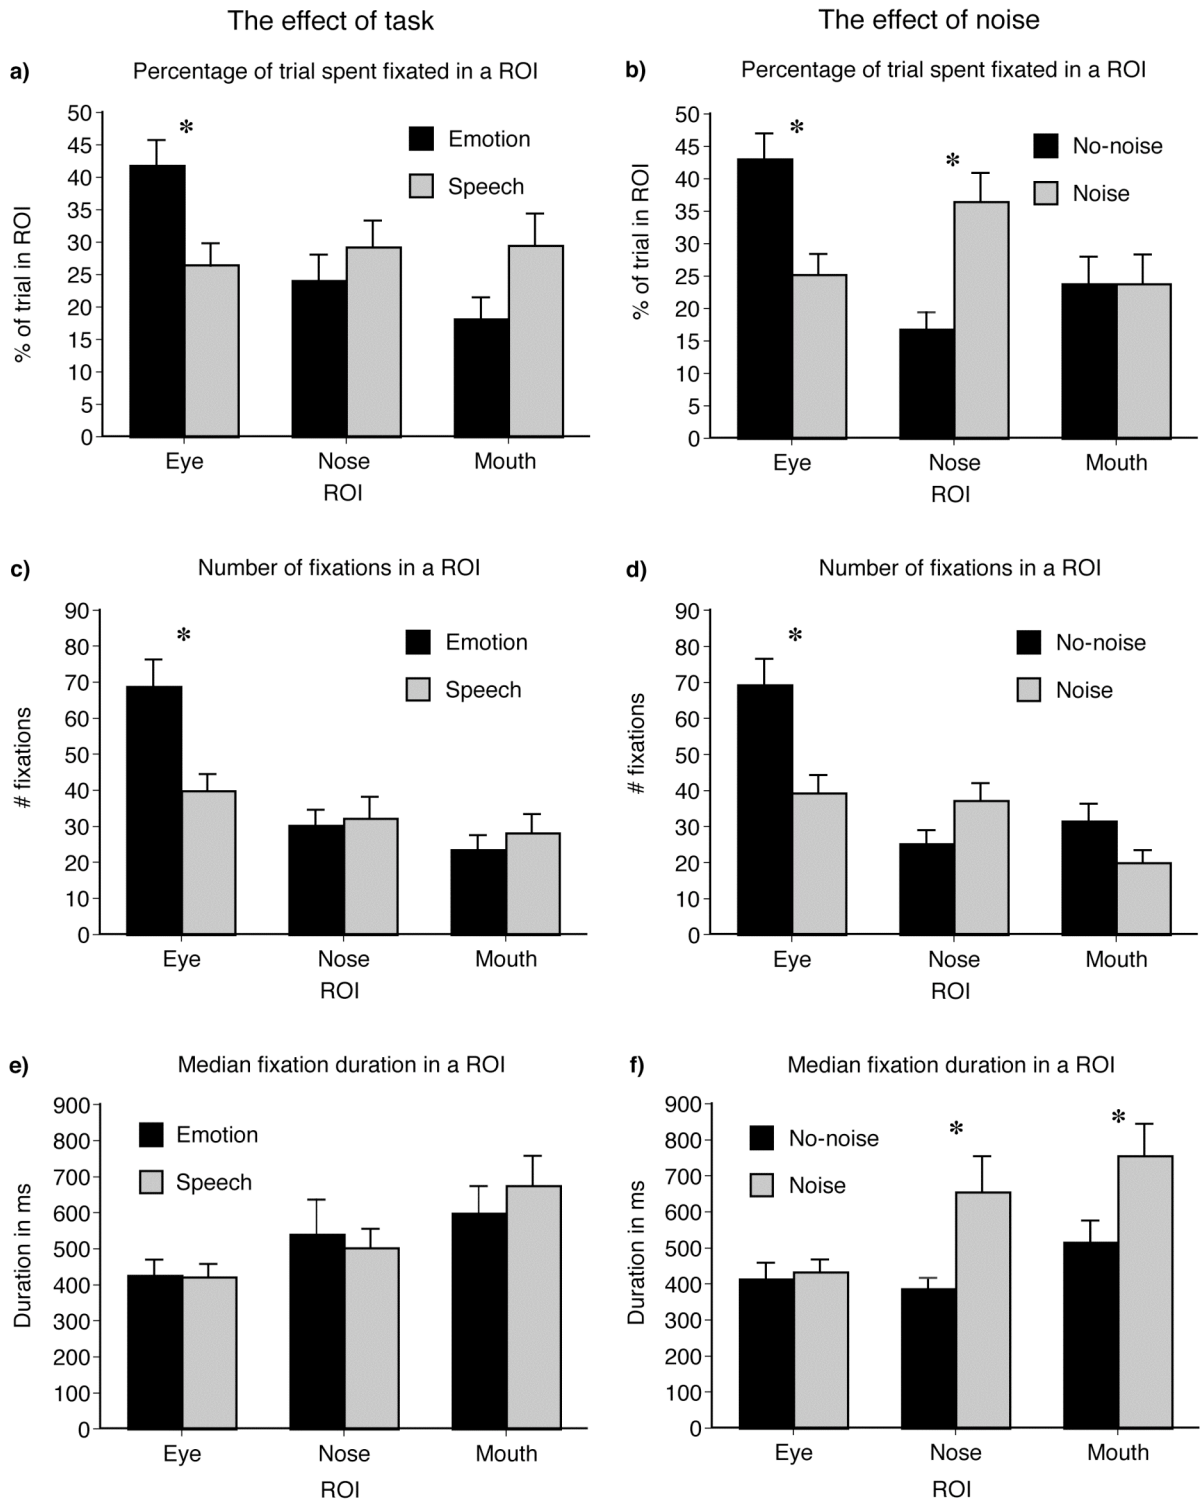 The effect of task
The effect of noise
a)
Percentage of trial spent fixated in a ROI
50
45
40
35
30
25
20
15
10
5
0
% of trial in ROI
*
Emotion
Speech
Eye
Nose
Mouth
ROI
b)
Percentage of trial spent fixated in a ROI
50
45
40
35
30
25
20
15
10
5
0
% of trial in ROI
*
*
No-noise
Noise
Eye
Nose
Mouth
ROI
c)
Number of fixations in a ROI
90
80
70
60
50
40
30
20
10
0
# fixations
*
Emotion
Speech
Eye
Nose
Mouth
ROI
d)
Number of fixations in a ROI
90
80
70
60
50
40
30
20
10
0
# fixations
*
No-noise
Noise
Eye
Nose
Mouth
ROI
e)
Median fixation duration in a ROI
900
800
700
600
500
400
300
200
100
0
Duration in ms
Emotion
Speech
Eye
Nose
Mouth
ROI
f)
Median fixation duration in a ROI
900
800
700
600
500
400
300
200
100
0
Duration in ms
*
*
No-noise
Noise
Eye
Nose
Mouth
ROI